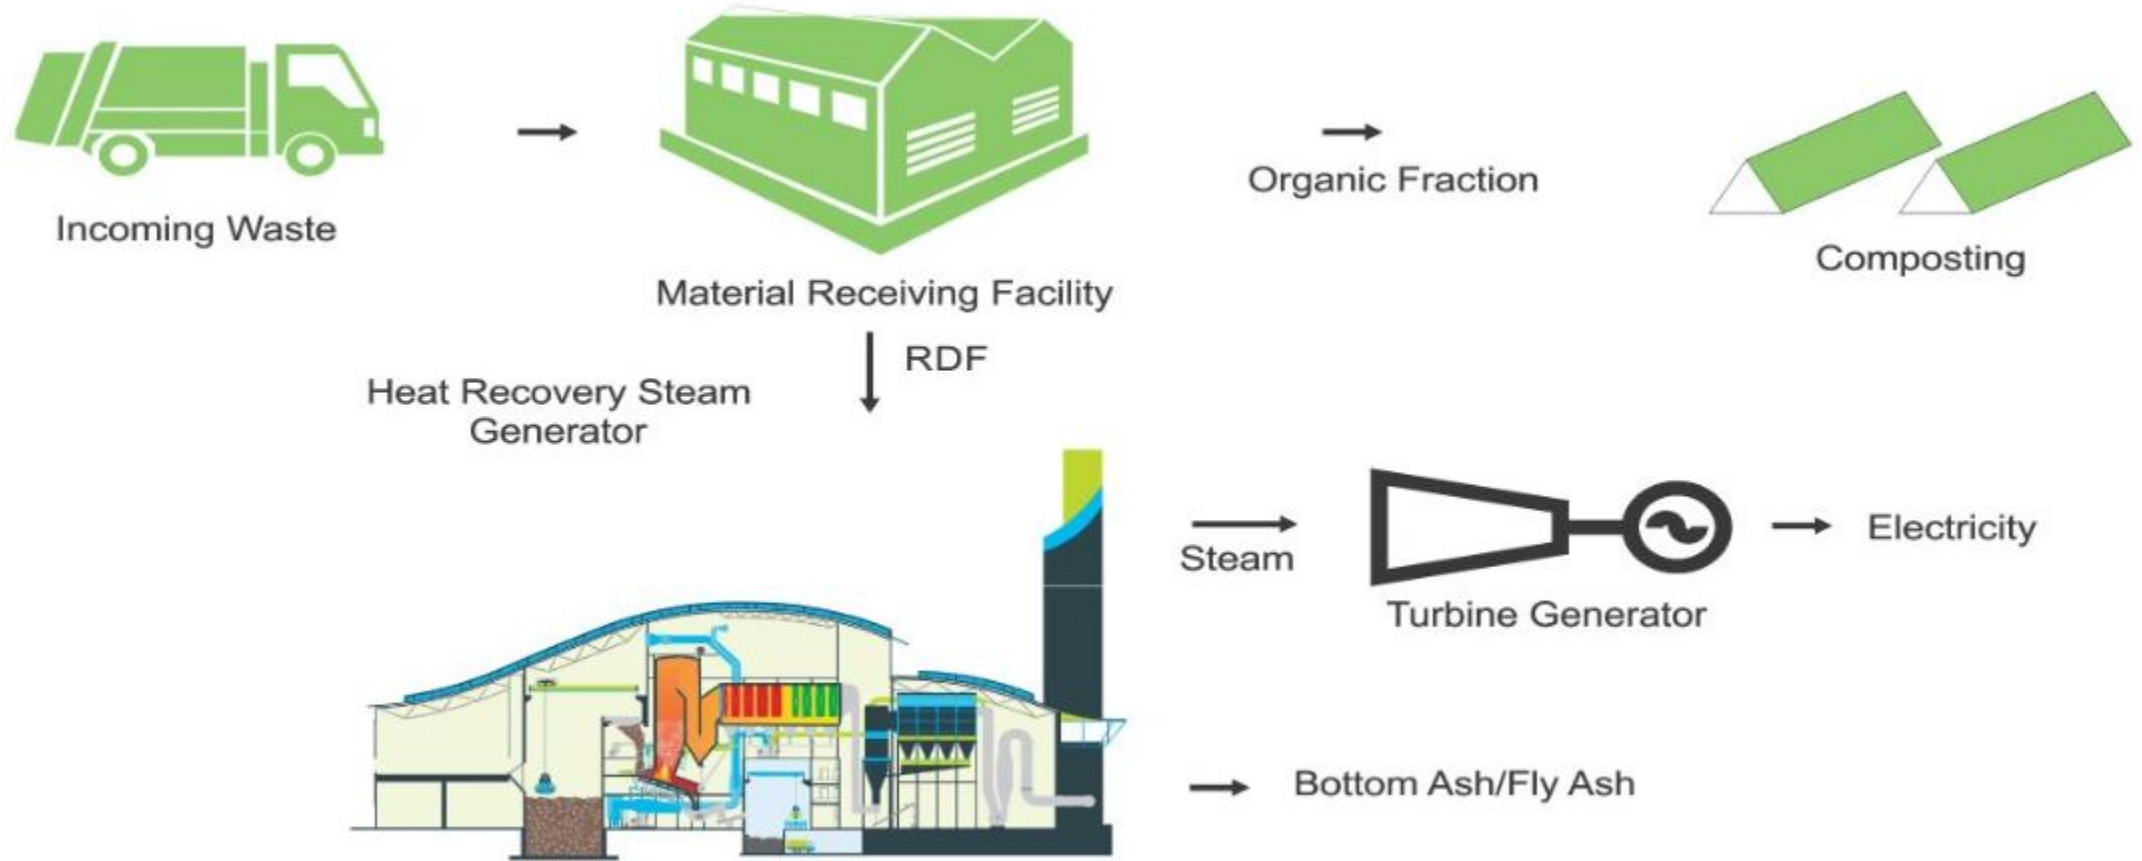 Incoming Waste
Material Receiving Facility
Organic Fraction
Composting
RDF
Heat Recovery Steam
Generator
Steam
Turbine Generator
Electricity
Bottom Ash/Fly Ash